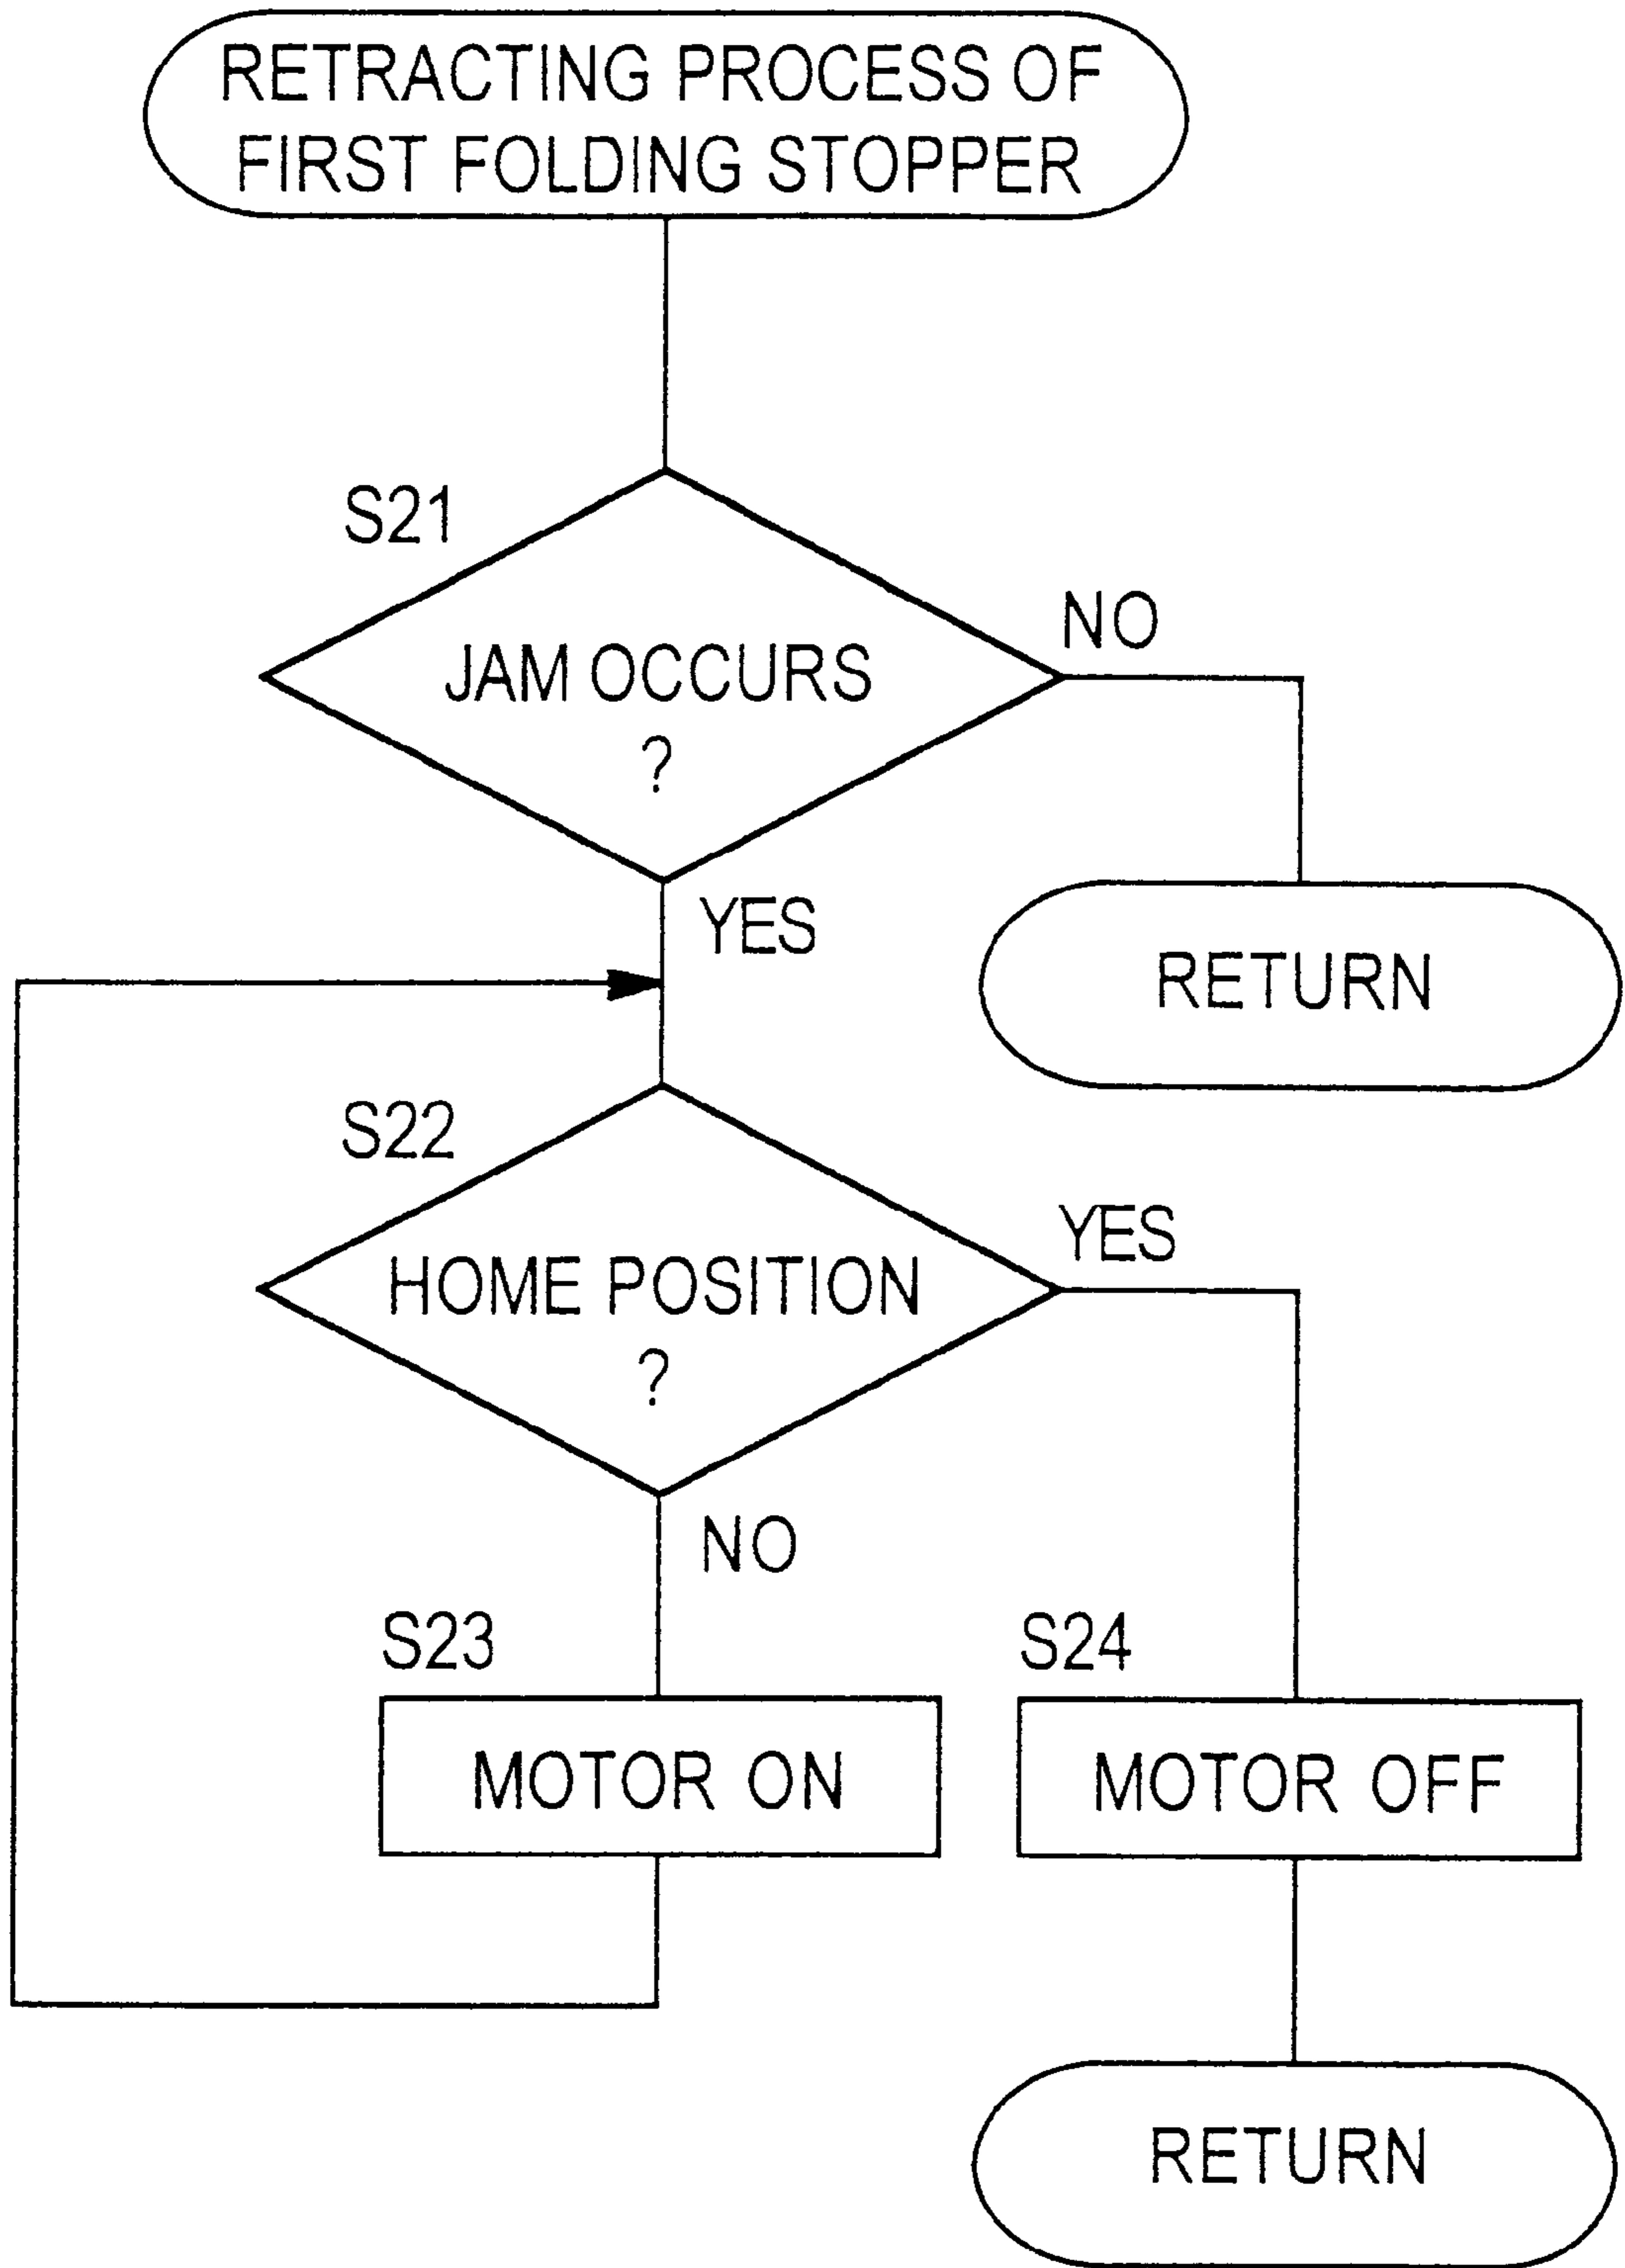 RETRACTING PROCESS OF
FIRST FOLDING STOPPER
S21
JAM OCCURS
?
NO
YES
RETURN
S22
HOME POSITION
?
YES
NO
S23
MOTOR ON
S24
MOTOR OFF
RETURN